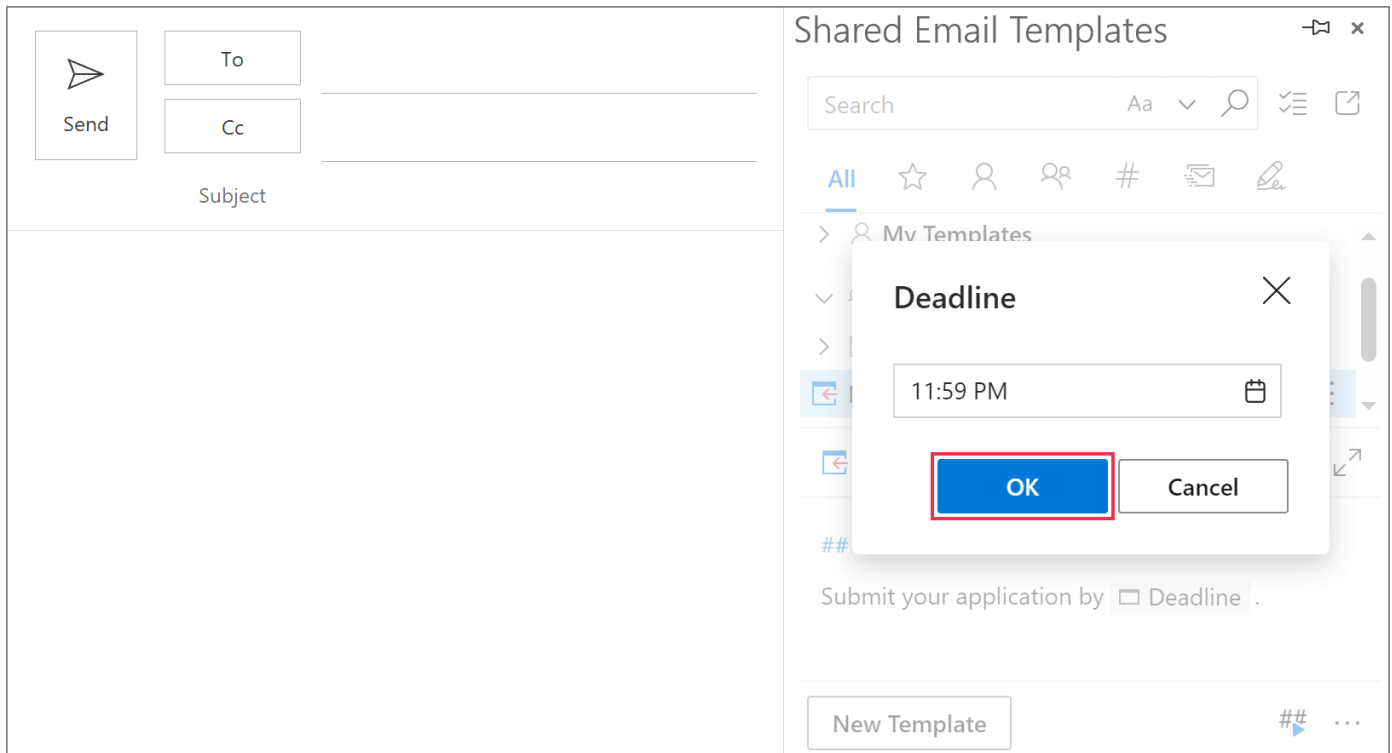 Shared Email Templates
Send
To
Cc
Subject
Search
Aa
All
#
My Templates
Deadline
11:59 PM
OK
Cancel
##
Submit your application by Deadline .
New Template
##